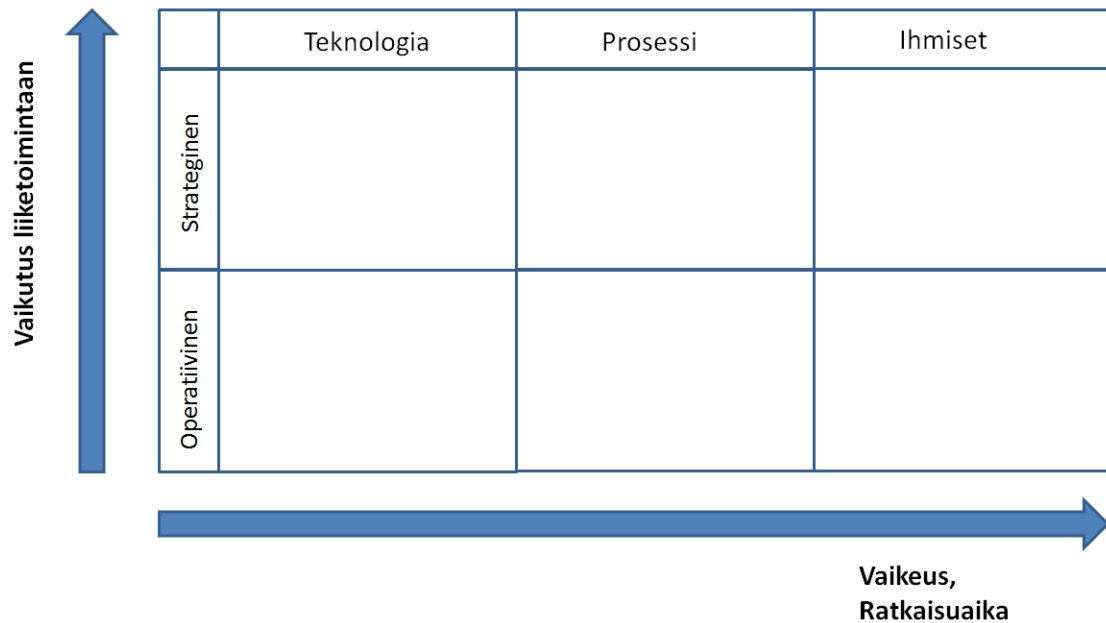 Teknologia
Prosessi
Ihmiset
Vaikutus liiketoimintaan
Strateginen
Operatiivinen
Vaikeus,
Ratkaisuaika